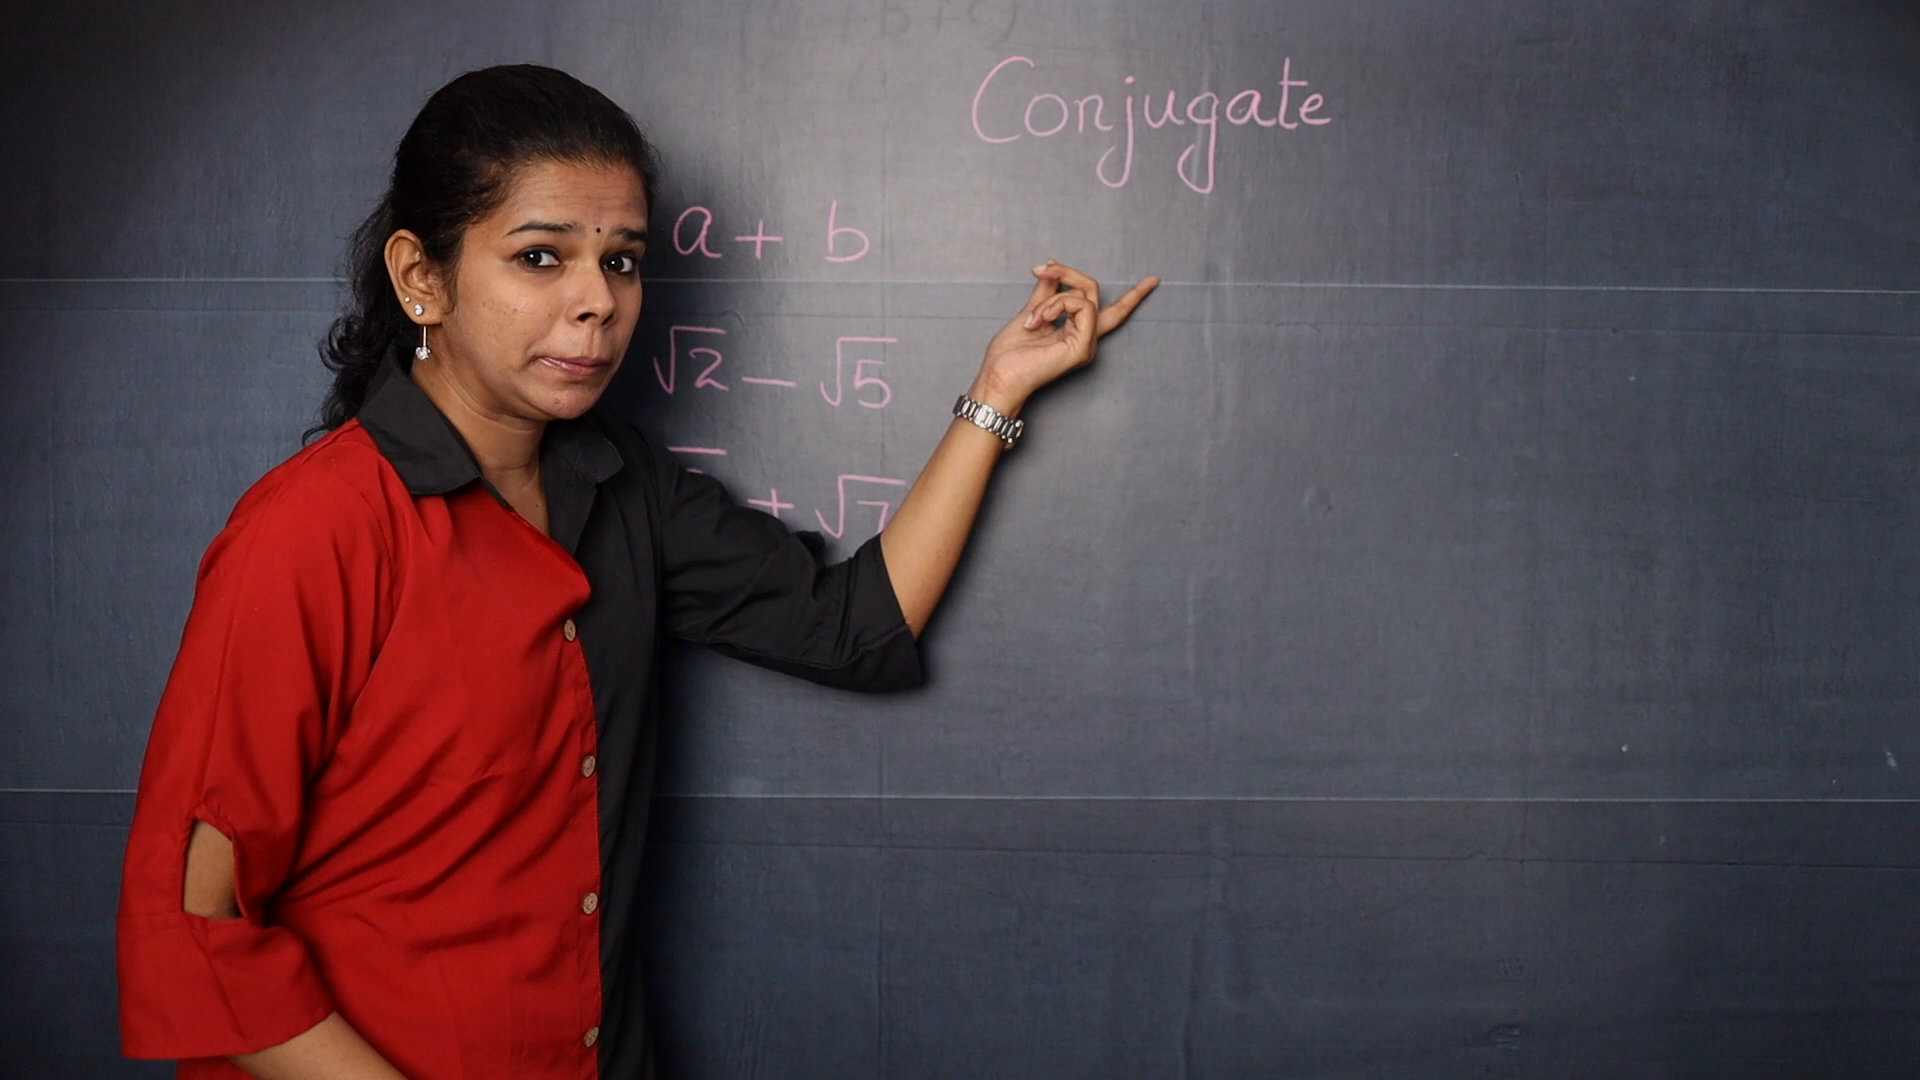 Conjugate
a + b
√2 − √5
+ √7